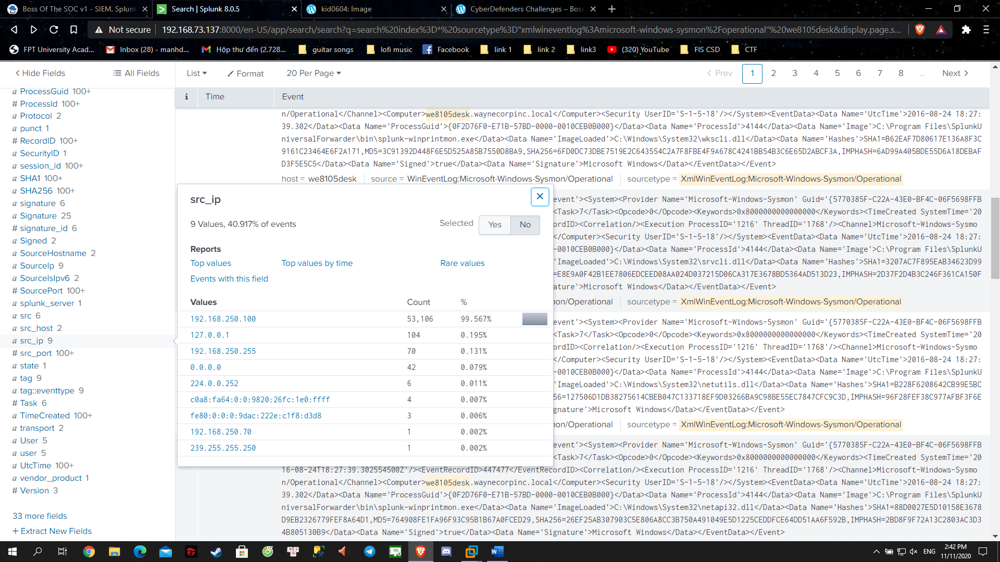 Boss Of The SOC v1 - SIEM, Splunk
Search | Splunk 8.0.5
kid0604: Image
CyberDefenders Challenges – Boss
Not secure
192.168.73.137:8000/en-US/app/search/search?q=search%20index%3D*%20sourcetype%3D"xmlwineventlog%3Amicrosoft-windows-sysmon%2Foperational"%20we8105desk&display.page.s...
FPT University Acad...
Inbox (28) - manhd...
Hộp thư đến (2.728...
guitar songs
lofi music
Facebook
link 1
link 2
link3
(320) YouTube
FIS CSD
CTF
Hide Fields
All Fields
List
Format
20 Per Page
Prev 1 2 3 4 5 6 7 8 ... Next
i Time Event
a ProcessGuid 100+
# ProcessId 100+
a Protocol 2
a punct 1
# RecordID 100+
a SecurityID 1
# session_id 100+
a SHA1 100+
a SHA256 100+
a signature 6
a Signature 25
# signature_id 6
a Signed 2
a SourceHostname 2
a SourceIp 9
a SourceIsIpv6 2
# SourcePort 100+
a splunk_server 1
a src 6
a src_host 2
a src_ip 9
# src_port 100+
a state 1
a tag 9
a tag::eventtype 9
# Task 6
a TimeCreated 100+
a transport 2
a User 5
a user 5
a UtcTime 100+
a vendor_product 1
# Version 3
33 more fields
+ Extract New Fields
n/Operational</Channel><Computer>we8105desk.waynecorpinc.local</Computer><Security UserID='S-1-5-18'/></System><EventData><Data Name='UtcTime'>2016-08-24 18:27:
39.302</Data><Data Name='ProcessGuid'>{0F2D76F0-E71B-57BD-0000-0010CEB0B000}</Data><Data Name='ProcessId'>4144</Data><Data Name='Image'>C:\Program Files\SplunkU
niversalForwarder\bin\splunk-winprintmon.exe</Data><Data Name='ImageLoaded'>C:\Windows\System32\wkscli.dll</Data><Data Name='Hashes'>SHA1=B62EAF7D80617E136A8F3C
9161C23464E6F2A171,MD5=3C91392D448F6E5D525A85B7550D8BA9,SHA256=6FD0DC73DBE7519E2C643554C2A7F8FBE4F9A678C4241BB54B3C6E65D2ABCF3A,IMPHASH=6AD99A405BDE55D6A18DEBAF
D3F5E5C5</Data><Data Name='Signed'>true</Data><Data Name='Signature'>Microsoft Windows</Data></EventData></Event>
host = we8105desk source = WinEventLog:Microsoft-Windows-Sysmon/Operational sourcetype = XmlWinEventLog:Microsoft-Windows-Sysmon/Operational
src_ip
9 Values, 40.917% of events
Selected Yes No
Reports
Top values
Top values by time
Rare values
Events with this field
Values Count %
192.168.250.100 53,106 99.567%
127.0.0.1 104 0.195%
192.168.250.255 70 0.131%
0.0.0.0 42 0.079%
224.0.0.252 6 0.011%
c0a8:fa64:0:0:9820:26fc:1e0:ffff 4 0.007%
fe80:0:0:0:9dac:222e:c1f8:d3d8 3 0.006%
192.168.250.70 1 0.002%
239.255.255.250 1 0.002%
event'><System><Provider Name='Microsoft-Windows-Sysmon' Guid='{5770385F-C22A-43E0-BF4C-06F5698FFB
<Task>7</Task><Opcode>0</Opcode><Keywords>0x8000000000000000</Keywords><TimeCreated SystemTime='20
ordID><Correlation/><Execution ProcessID='1216' ThreadID='1768'/><Channel>Microsoft-Windows-Sysmo
</Computer><Security UserID='S-1-5-18'/></System><EventData><Data Name='UtcTime'>2016-08-24 18:27:
-0010CEB0B000}</Data><Data Name='ProcessId'>4144</Data><Data Name='Image'>C:\Program Files\SplunkU
'ImageLoaded'>C:\Windows\System32\srvcli.dll</Data><Data Name='Hashes'>SHA1=3207AC7F895EAB34623D99
=E8E9A0F42B1EE7806EDCEED08AA024D037215D06CA317E3678BD5364AD513D23,IMPHASH=2D37F2D4B3C246F361CA150F
ature'>Microsoft Windows</Data></EventData></Event>
mon/Operational sourcetype = XmlWinEventLog:Microsoft-Windows-Sysmon/Operational
event'><System><Provider Name='Microsoft-Windows-Sysmon' Guid='{5770385F-C22A-43E0-BF4C-06F5698FFB
<Task>7</Task><Opcode>0</Opcode><Keywords>0x8000000000000000</Keywords><TimeCreated SystemTime='20
ordID><Correlation/><Execution ProcessID='1216' ThreadID='1768'/><Channel>Microsoft-Windows-Sysmo
</Computer><Security UserID='S-1-5-18'/></System><EventData><Data Name='UtcTime'>2016-08-24 18:27:
-0010CEB0B000}</Data><Data Name='ProcessId'>4144</Data><Data Name='Image'>C:\Program Files\SplunkU
'ImageLoaded'>C:\Windows\System32\netutils.dll</Data><Data Name='Hashes'>SHA1=B228F6208642CB99E5BC
56=127506D1DB38275614CBEB047C133718EF9D03266BA9C98BE55EC7847CFC9C3D,IMPHASH=96F28FEF38C977AFBF3F6E
nature'>Microsoft Windows</Data></EventData></Event>
mon/Operational sourcetype = XmlWinEventLog:Microsoft-Windows-Sysmon/Operational
event'><System><Provider Name='Microsoft-Windows-Sysmon' Guid='{5770385F-C22A-43E0-BF4C-06F5698FFB
<Task>7</Task><Opcode>0</Opcode><Keywords>0x8000000000000000</Keywords><TimeCreated SystemTime='20
16-08-24T18:27:39.302554500Z'/><EventRecordID>447477</EventRecordID><Correlation/><Execution ProcessID='1216' ThreadID='1768'/><Channel>Microsoft-Windows-Sysmo
n/Operational</Channel><Computer>we8105desk.waynecorpinc.local</Computer><Security UserID='S-1-5-18'/></System><EventData><Data Name='UtcTime'>2016-08-24 18:27:
39.302</Data><Data Name='ProcessGuid'>{0F2D76F0-E71B-57BD-0000-0010CEB0B000}</Data><Data Name='ProcessId'>4144</Data><Data Name='Image'>C:\Program Files\SplunkU
niversalForwarder\bin\splunk-winprintmon.exe</Data><Data Name='ImageLoaded'>C:\Windows\System32\netapi32.dll</Data><Data Name='Hashes'>SHA1=88D0027E5D10158E3678
D9EB2326779FEF8A64D1,MD5=764908FE1FA96F93C95B1B67A0FCED29,SHA256=26EF25AB307903C5E806A8CC3B750A491049E5D1225CEDDFCE64DD51AA6F592B,IMPHASH=2BD8F9F72A13C2803AC3D3
4B805130B9</Data><Data Name='Signed'>true</Data><Data Name='Signature'>Microsoft Windows</Data></EventData></Event>
ENG
2:42 PM
11/11/2020